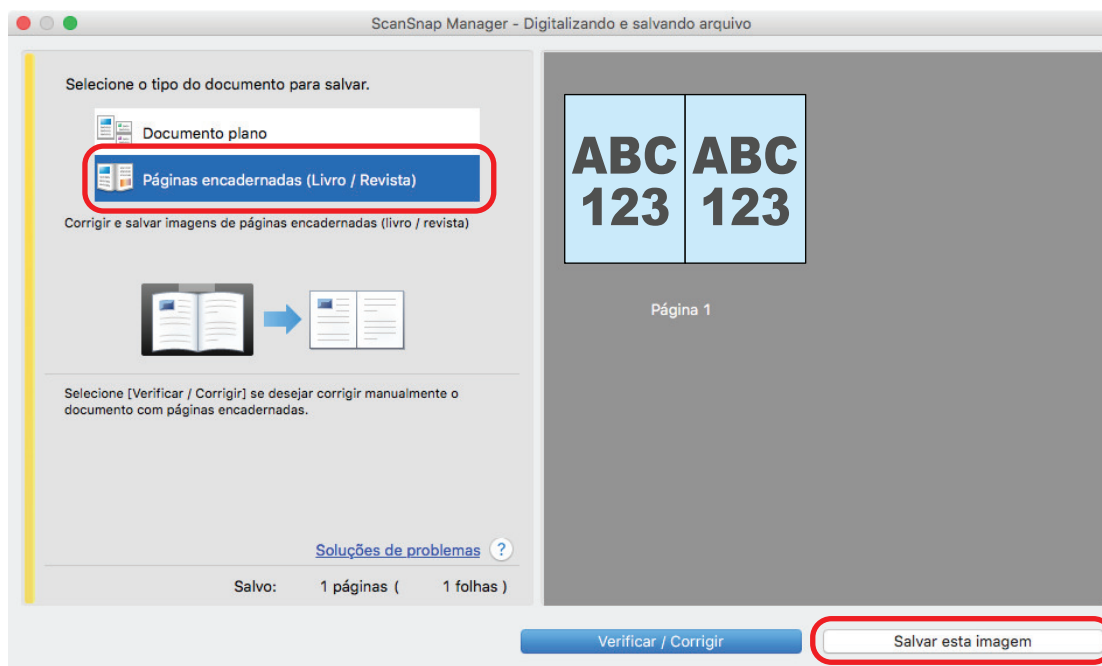 ScanSnap Manager - Digitalizando e salvando arquivo
Selecione o tipo do documento para salvar.
Documento plano
Páginas encadernadas (Livro / Revista)
Corrigir e salvar imagens de páginas encadernadas (livro / revista)
Selecione [Verificar / Corrigir] se desejar corrigir manualmente o
documento com páginas encadernadas.
Soluções de problemas ?
Salvo: 1 páginas ( 1 folhas )
ABC ABC
123 123
Página 1
Verificar / Corrigir
Salvar esta imagem